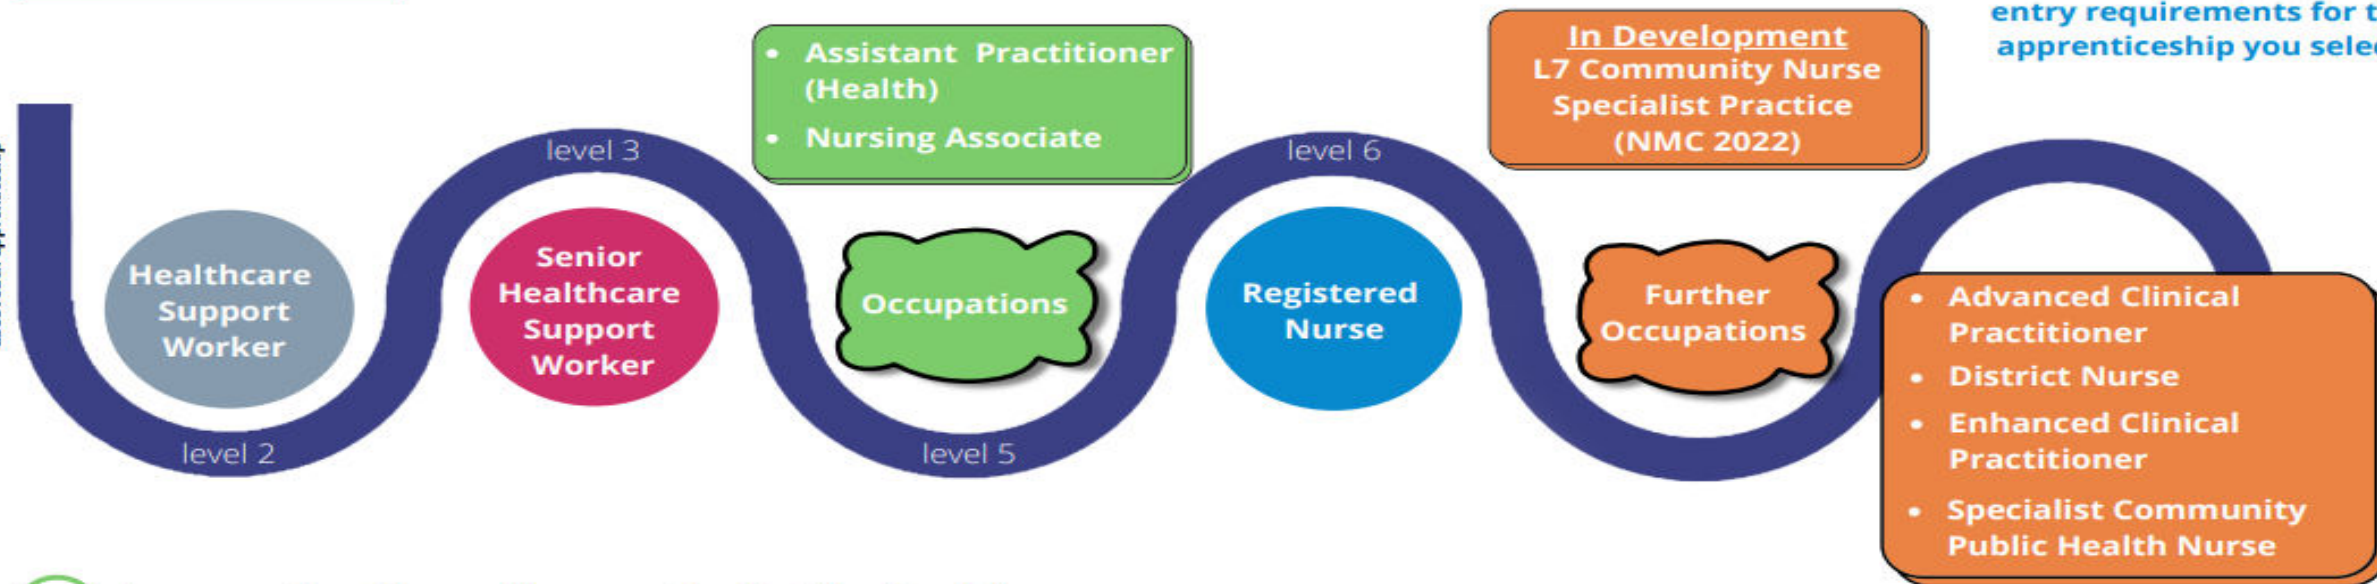 entry requirements for t
apprenticeship you selec
Assistant Practitioner
(Health)
Nursing Associate
In Development
L7 Community Nurse
Specialist Practice
(NMC 2022)
level 3
level 6
Healthcare
Support
Worker
Senior
Healthcare
Support
Worker
Occupations
Registered
Nurse
Further
Occupations
Advanced Clinical
Practitioner
District Nurse
Enhanced Clinical
Practitioner
Specialist Community
Public Health Nurse
level 2
level 5